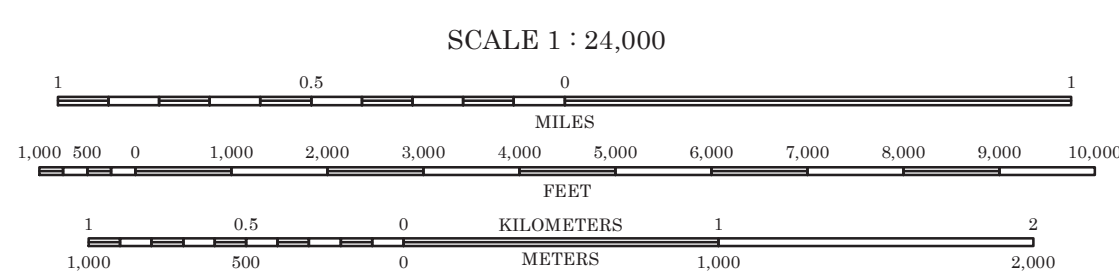 SCALE 1 : 24,000
1 0.5 0 1
MILES
1,000 500 0 1,000 2,000 3,000 4,000 5,000 6,000 7,000 8,000 9,000 10,000
FEET
1 0.5 0 KILOMETERS 1 2
1,000 500 0 METERS 1,000 2,000